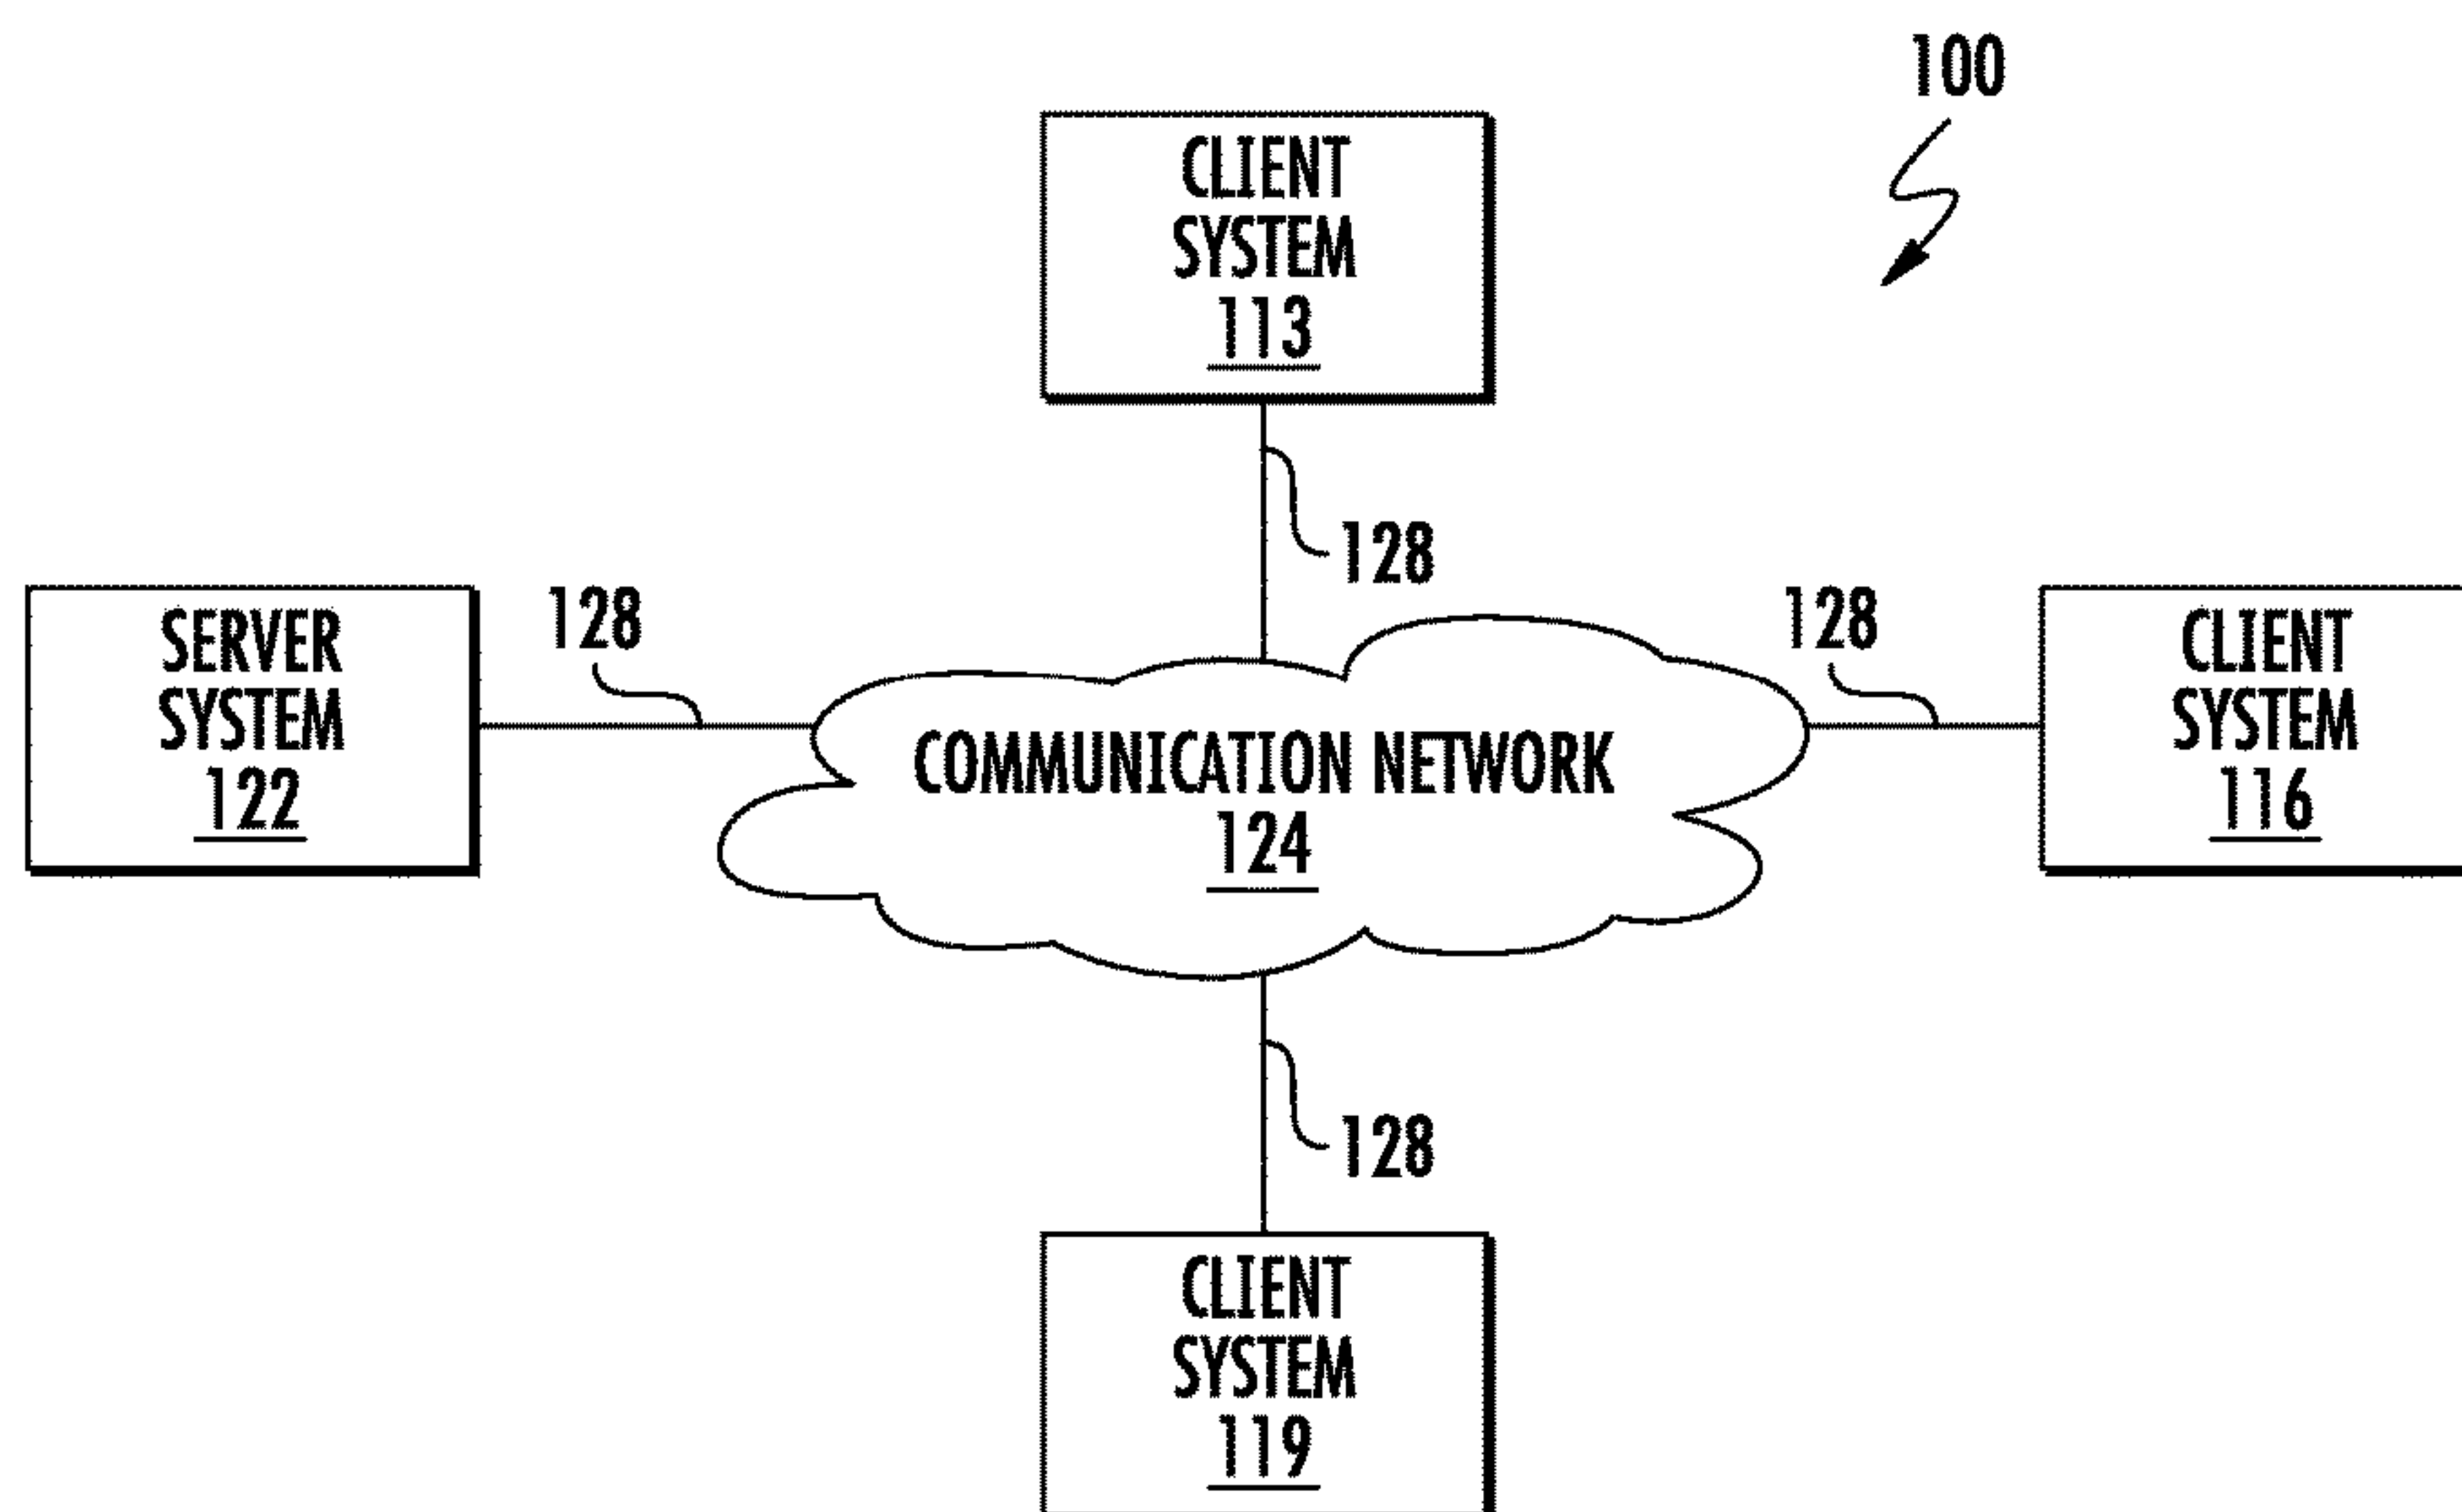 100
CLIENT
SYSTEM
113
128
SERVER
SYSTEM
122
128
128
CLIENT
SYSTEM
116
COMMUNICATION NETWORK
124
128
CLIENT
SYSTEM
119